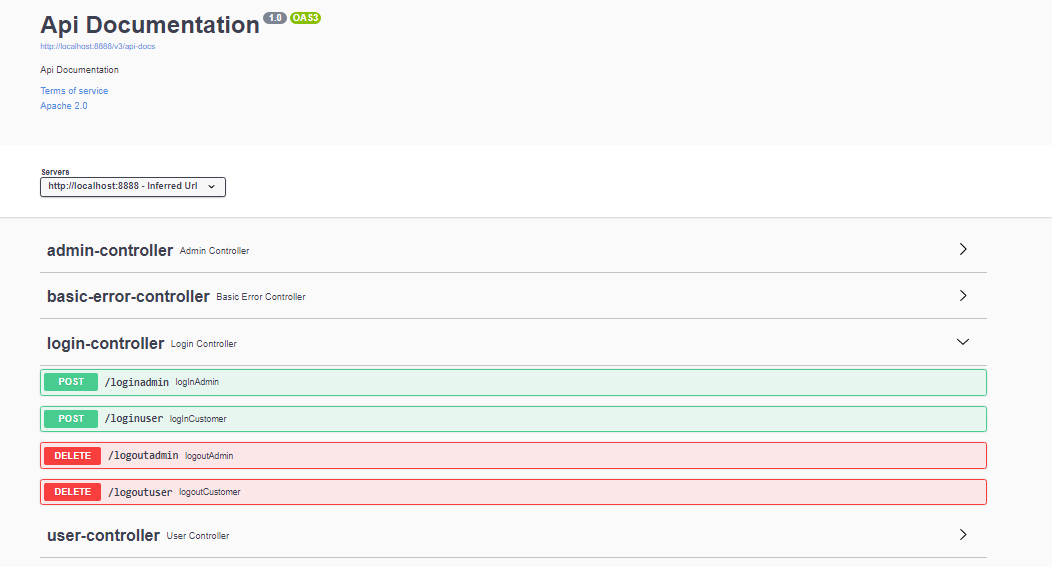 Api Documentation 1.0 OAS3
http://localhost:8888/v3/api-docs
Api Documentation
Terms of service
Apache 2.0
Servers
http://localhost:8888 - Inferred Url
admin-controller Admin Controller
basic-error-controller Basic Error Controller
login-controller Login Controller
POST /loginadmin logInAdmin
POST /loginuser logInCustomer
DELETE /logoutadmin logoutAdmin
DELETE /logoutuser logoutCustomer
user-controller User Controller